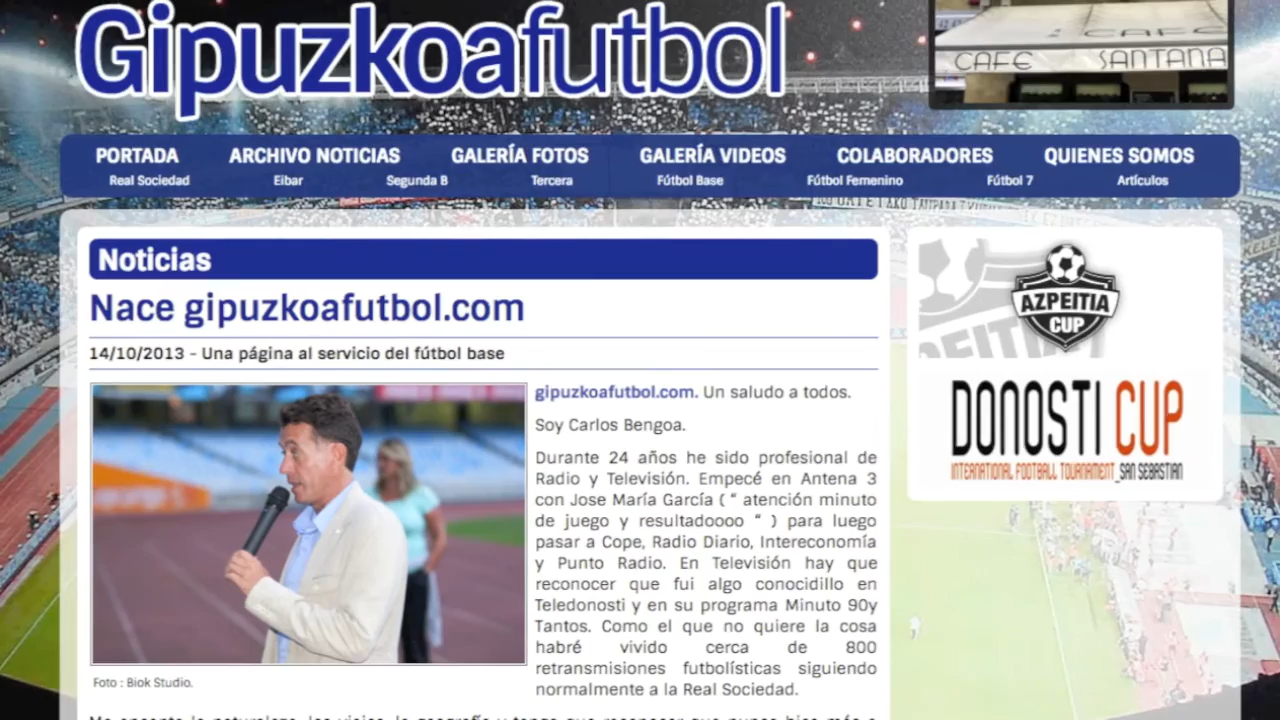 Gipuzkoafutbol
CAFE
CAFE SANTANA
PORTADA ARCHIVO NOTICIAS GALERÍA FOTOS GALERÍA VIDEOS COLABORADORES QUIENES SOMOS
Real Sociedad Eibar Segunda B Tercera Fútbol Base Fútbol Femenino Fútbol 7 Artículos
Noticias
Nace gipuzkoafutbol.com
14/10/2013 - Una página al servicio del fútbol base
gipuzkoafutbol.com. Un saludo a todos.
Soy Carlos Bengoa.
Durante 24 años he sido profesional de
Radio y Televisión. Empecé en Antena 3
con Jose María García ( “ atención minuto
de juego y resultadoooo “ ) para luego
pasar a Cope, Radio Diario, Intereconomía
y Punto Radio. En Televisión hay que
reconocer que fui algo conocidillo en
Teledonosti y en su programa Minuto 90y
Tantos. Como el que no quiere la cosa
habré vivido cerca de 800
retransmisiones futbolísticas siguiendo
normalmente a la Real Sociedad.
Foto : Biok Studio.
AZPEITIA
CUP
DONOSTI CUP
INTERNATIONAL FOOTBALL TOURNAMENT_SAN SEBASTIAN